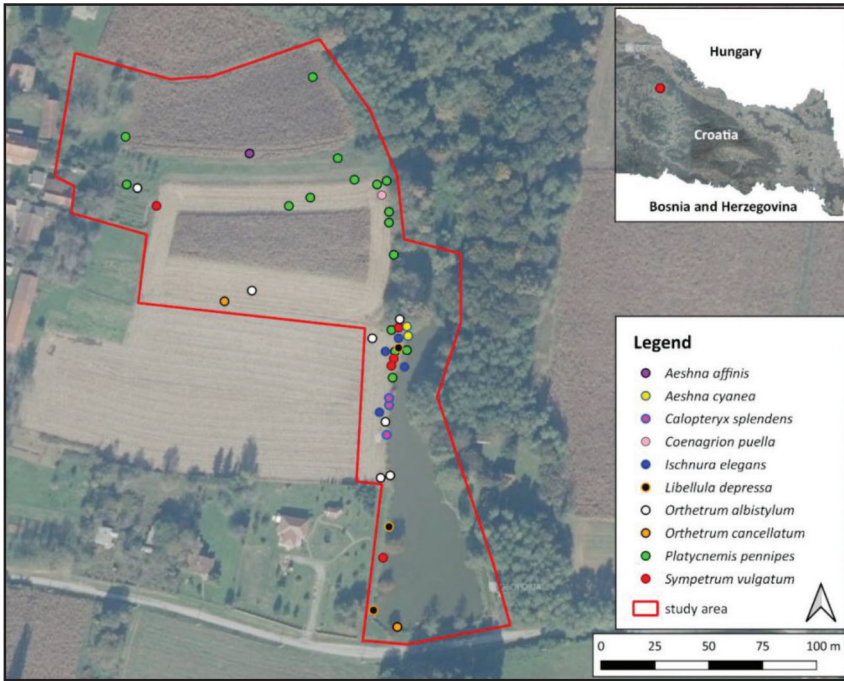 Hungary
Croatia
Bosnia and Herzegovina
Legend
Aeshna affinis
Aeshna cyanea
Calopteryx splendens
Coenagrion puella
Ischnura elegans
Libellula depressa
Orthetrum albistylum
Orthetrum cancellatum
Platycnemis pennipes
Sympetrum vulgatum
study area
0 25 50 75 100 m